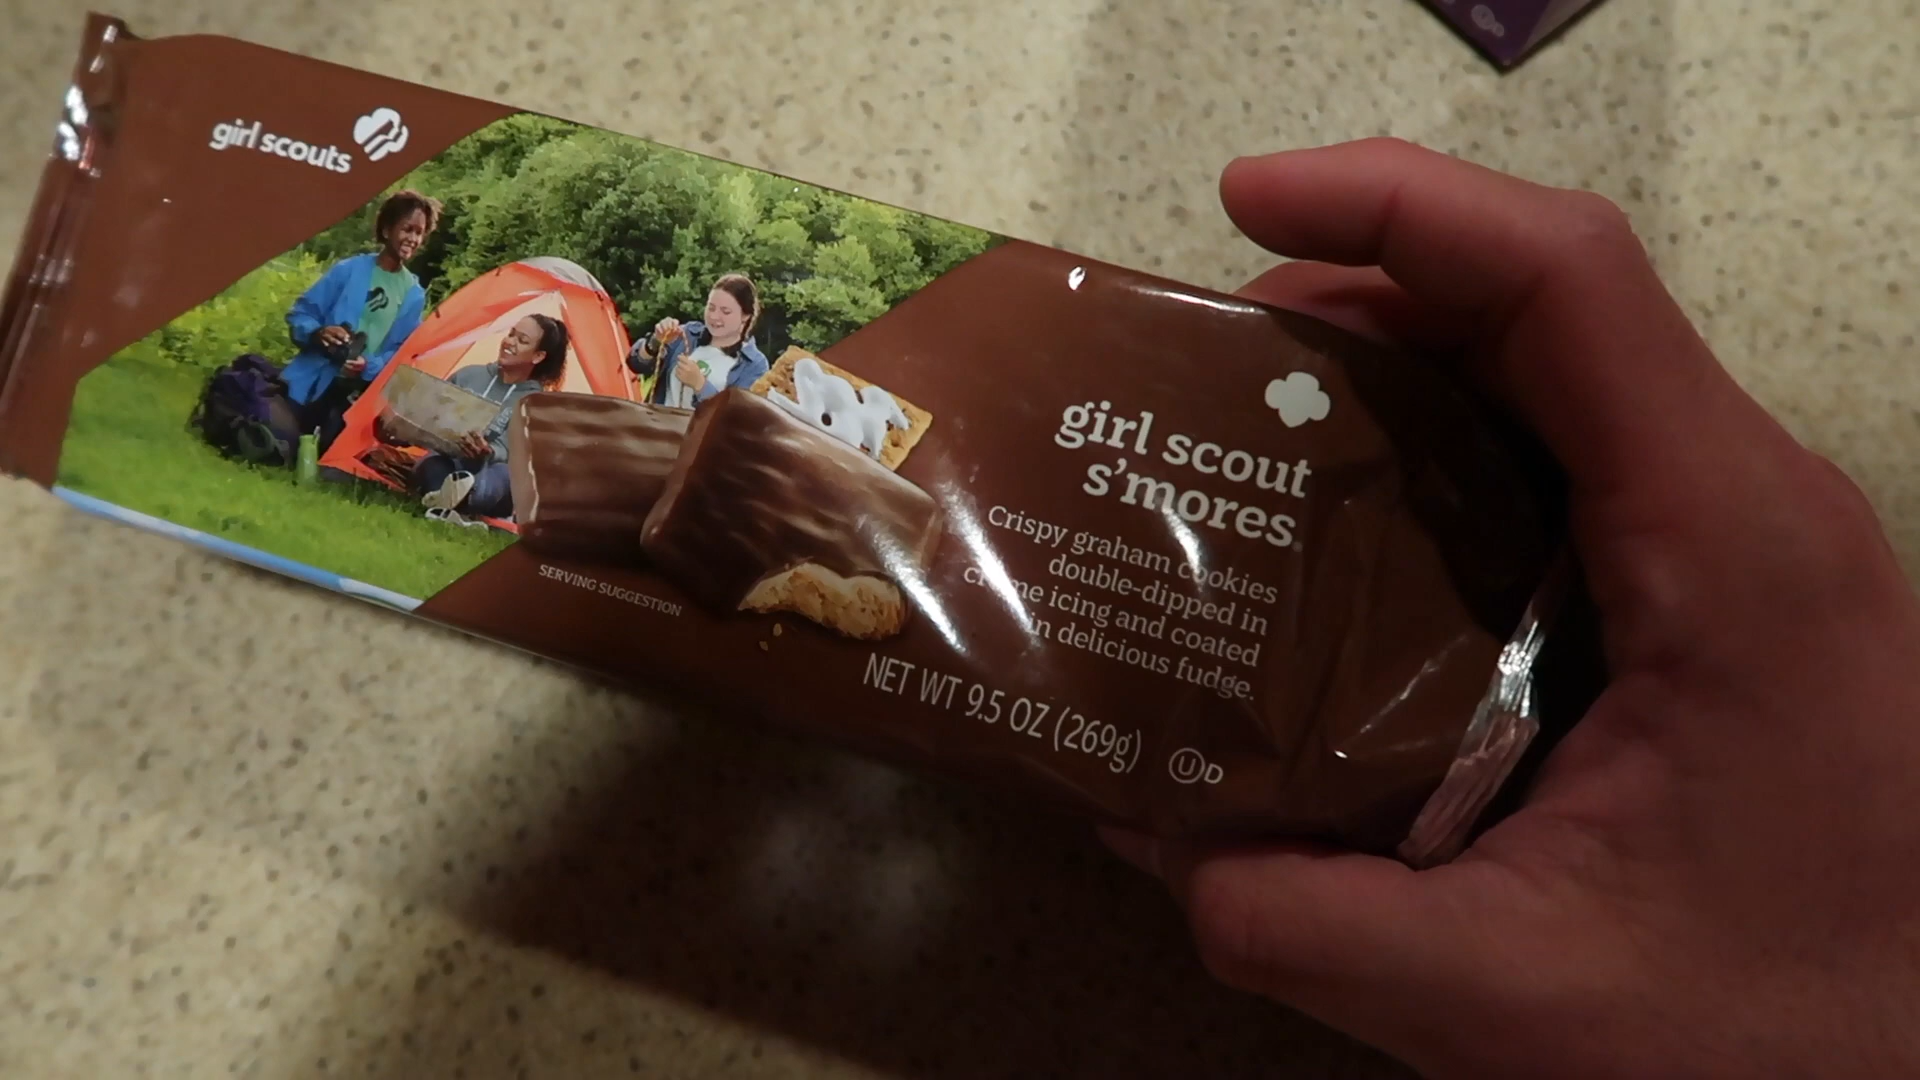 girl scouts
girl scout
s'mores
Crispy graham cookies
double-dipped in
crème icing and coated
in delicious fudge.
SERVING SUGGESTION
NET WT 9.5 OZ (269g)
UD